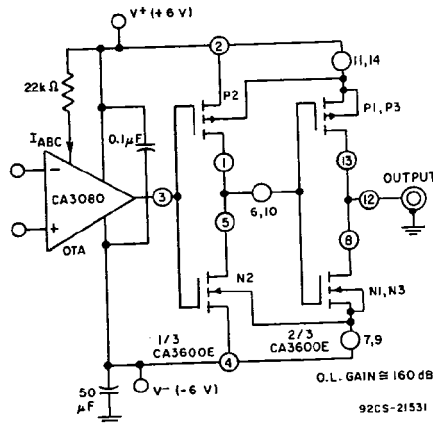 V+ (+6 V)
2
11,14
22kΩ
P2
P1, P3
IABC
0.1μF
1
13
OUTPUT
CA3080
3
12
6,10
5
8
OTA
N2
N1, N3
1/3
CA3600E
2/3
CA3600E
7,9
4
50
μF
V- (-6 V)
O.L. GAIN ≅ 160 dB
92CS-21531